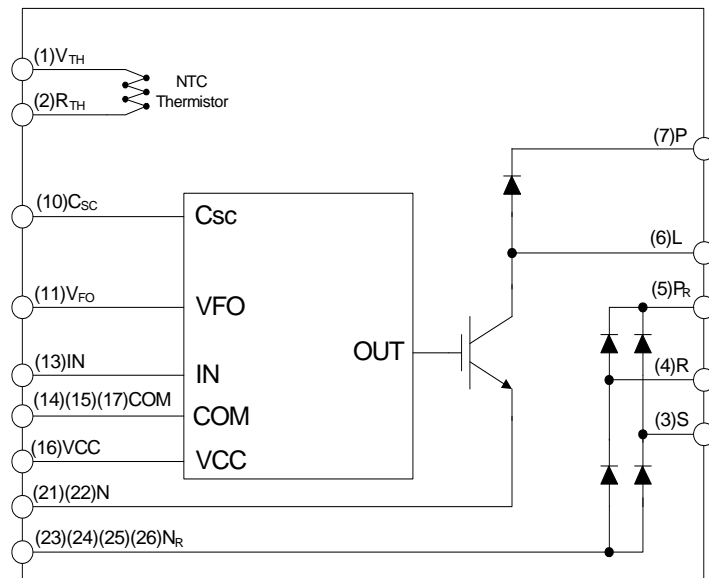 (1)VTH
(2)RTH
NTC
Thermistor
(7)P
(10)CSC
Csc
(6)L
(5)PR
(11)VFO
VFO
OUT
(13)IN
IN
(4)R
(14)(15)(17)COM
COM
(3)S
(16)VCC
VCC
(21)(22)N
(23)(24)(25)(26)NR